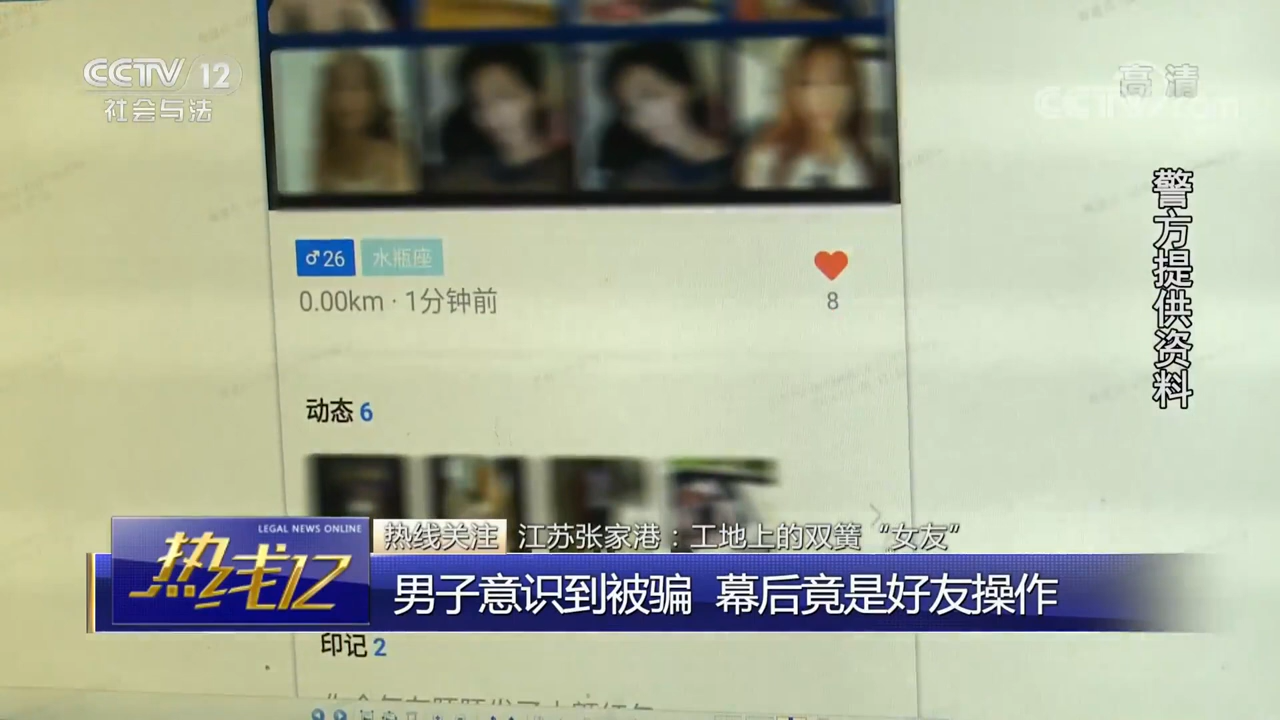 CCTV 12
社会与法
高清
警方提供资料
♂26 水瓶座
0.00km · 1分钟前
8
动态 6
LEGAL NEWS ONLINE
热线12
热线关注 江苏张家港：工地上的双簧“女友”
男子意识到被骗 幕后竟是好友操作
印记 2